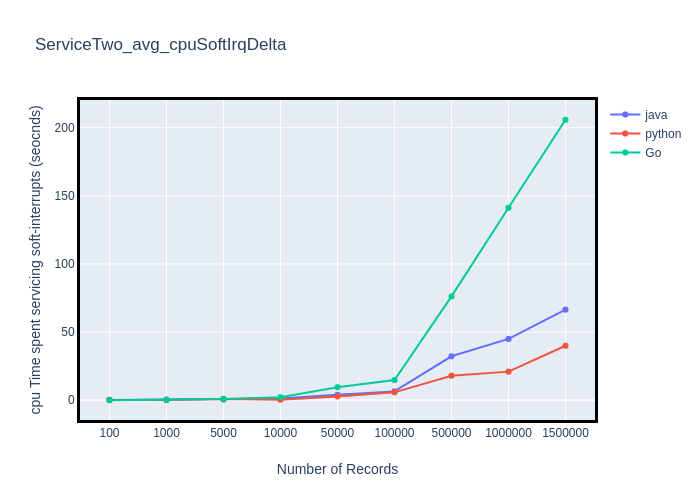 ServiceTwo_avg_cpuSoftIrqDelta
cpu Time spent servicing soft-interrupts (seocnds)
200
150
100
50
0
100 1000 5000 10000 50000 100000 500000 1000000 1500000
Number of Records
java
python
Go